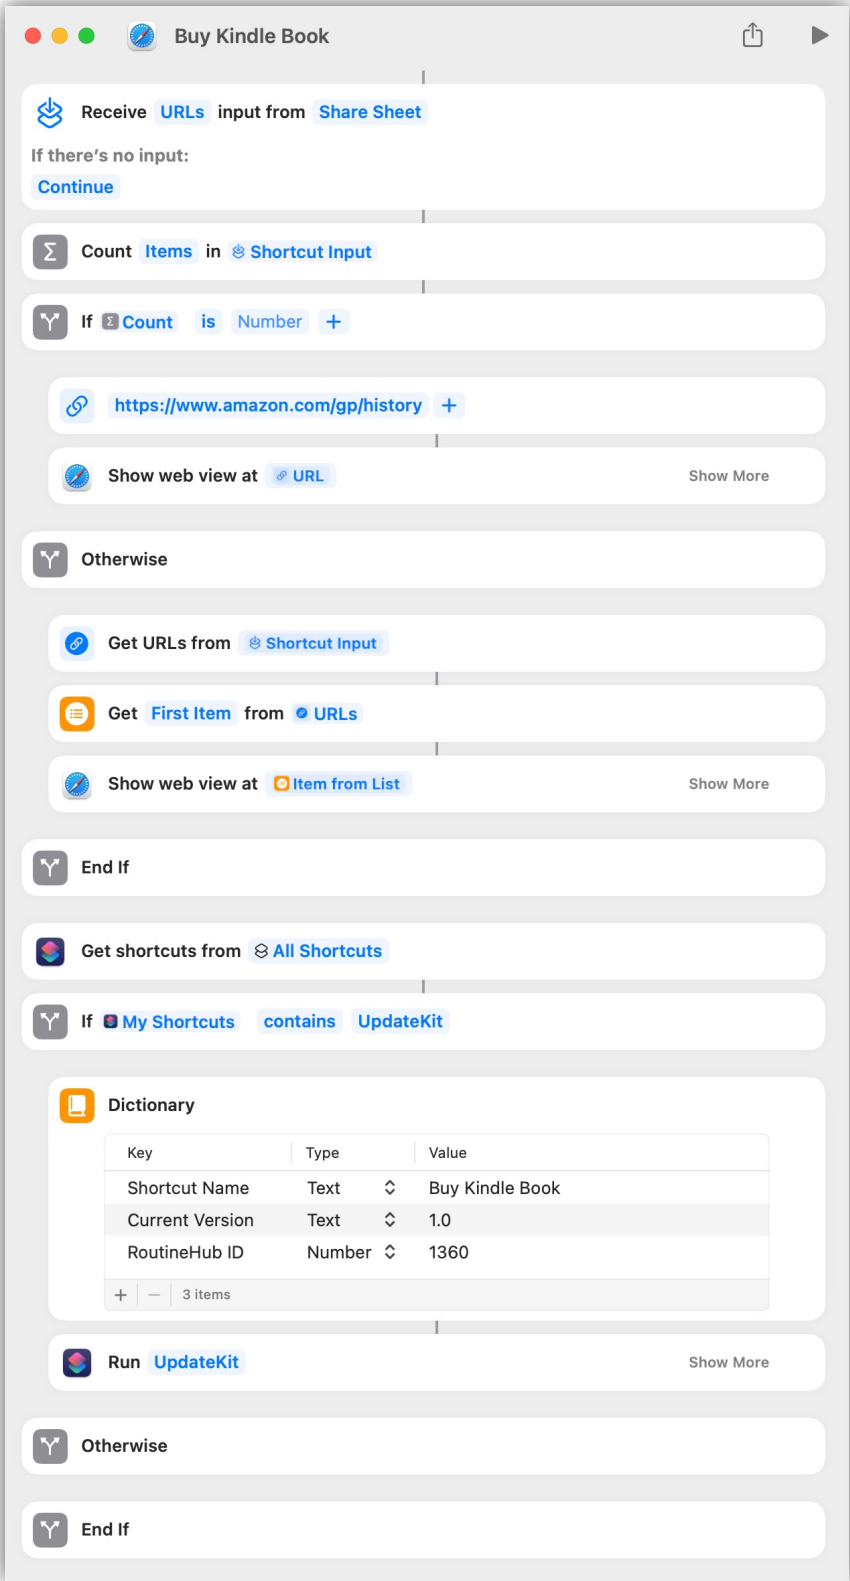 Buy Kindle Book
Receive URLs input from Share Sheet
If there's no input:
Continue
Count Items in Shortcut Input
If Count is Number +
https://www.amazon.com/gp/history +
Show web view at URL Show More
Otherwise
Get URLs from Shortcut Input
Get First Item from URLs
Show web view at Item from List Show More
End If
Get shortcuts from All Shortcuts
If My Shortcuts contains UpdateKit
Dictionary
Key Type Value
Shortcut Name Text Buy Kindle Book
Current Version Text 1.0
RoutineHub ID Number 1360
+ − 3 items
Run UpdateKit Show More
Otherwise
End If